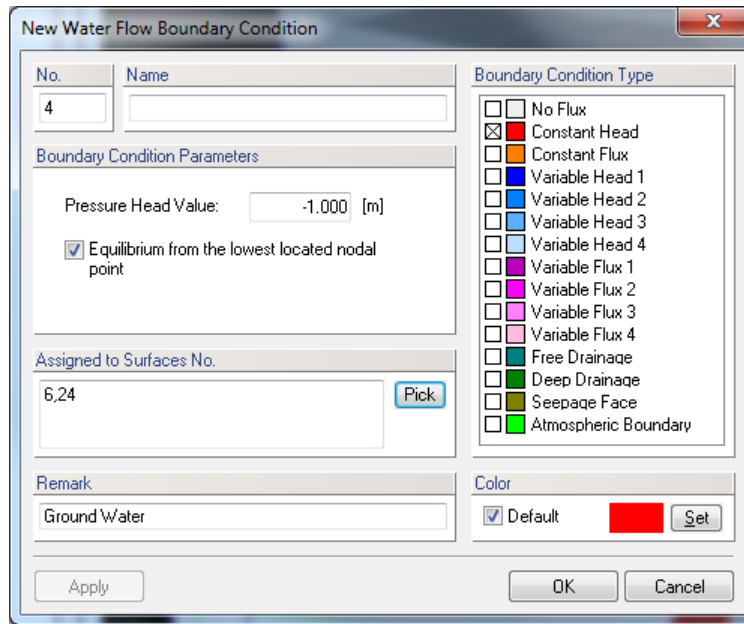 New Water Flow Boundary Condition
No.
4
Name
Boundary Condition Parameters
Pressure Head Value: -1.000 [m]
Equilibrium from the lowest located nodal
point
Assigned to Surfaces No.
6,24
Pick
Remark
Ground Water
Boundary Condition Type
No Flux
Constant Head
Constant Flux
Variable Head 1
Variable Head 2
Variable Head 3
Variable Head 4
Variable Flux 1
Variable Flux 2
Variable Flux 3
Variable Flux 4
Free Drainage
Deep Drainage
Seepage Face
Atmospheric Boundary
Color
Default
Set
Apply
OK
Cancel